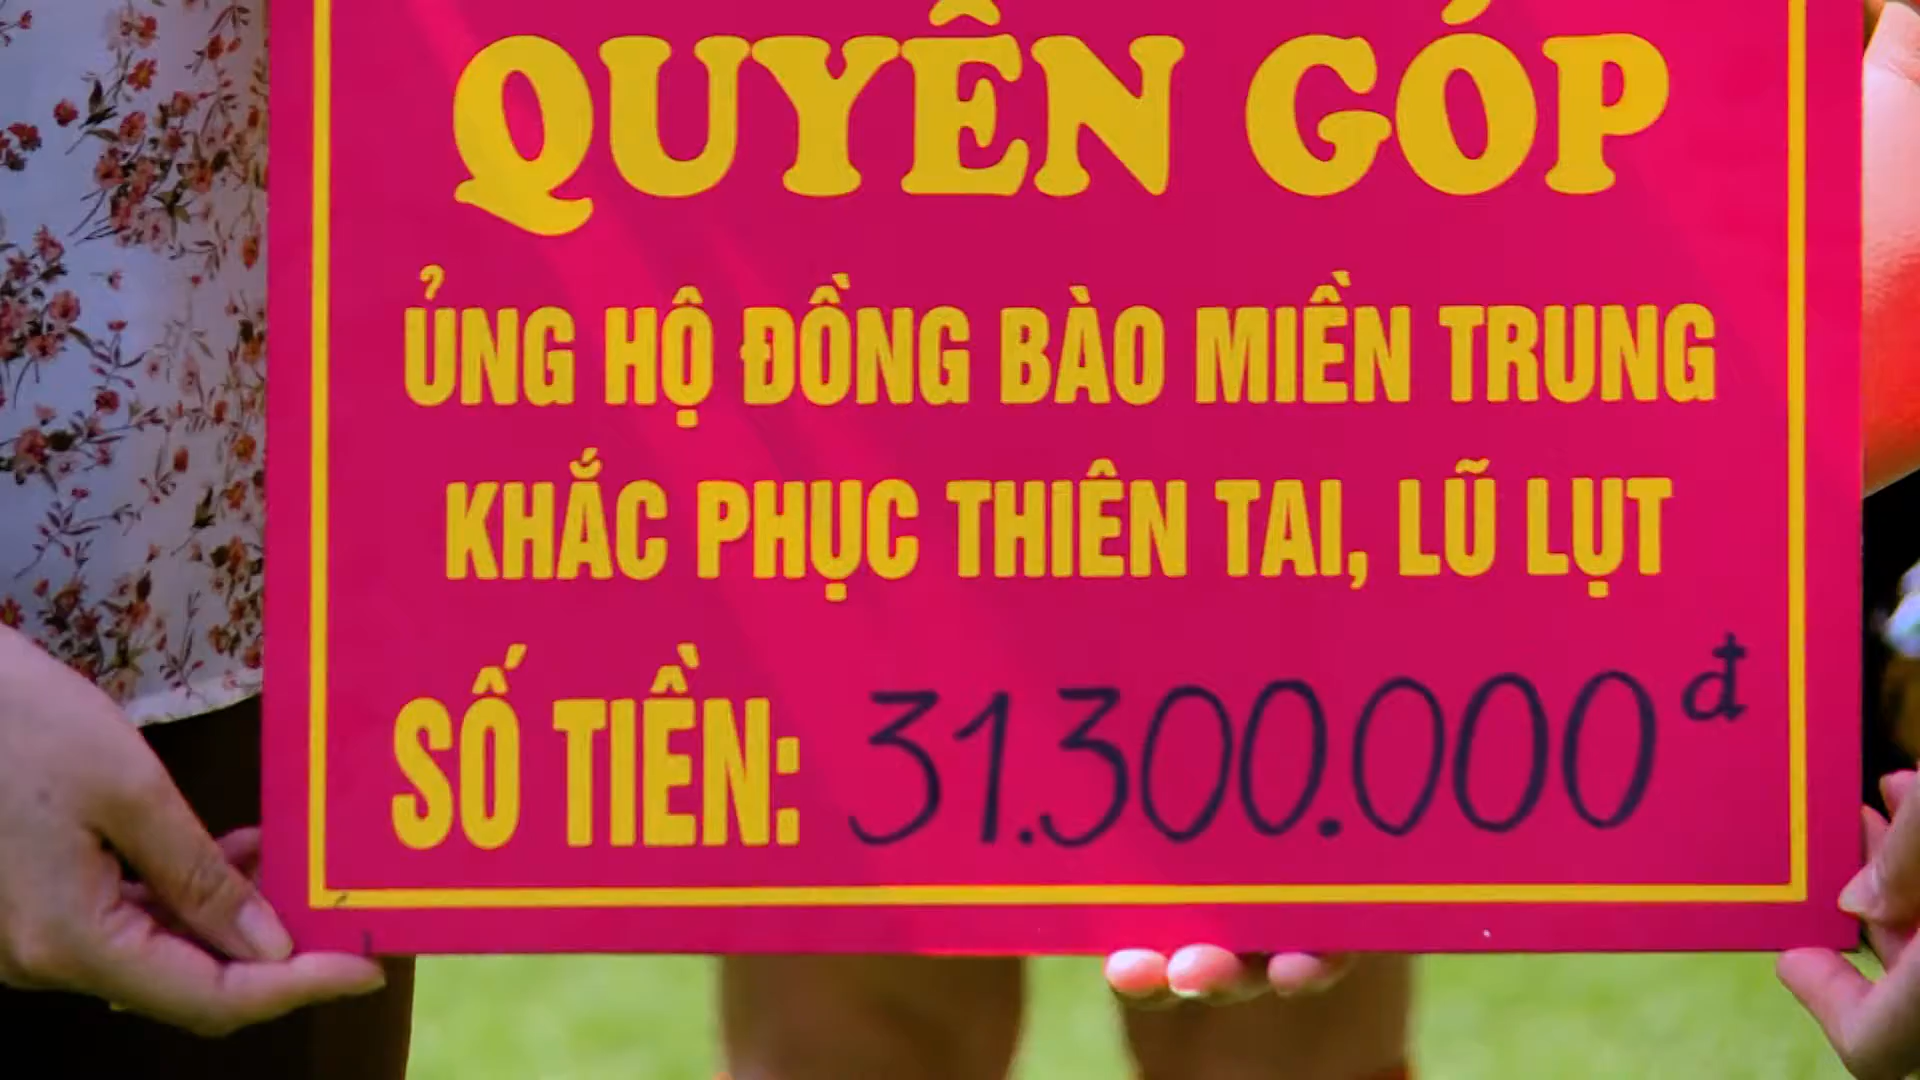 QUYÊN GÓP
ỦNG HỘ ĐỒNG BÀO MIỀN TRUNG
KHẮC PHỤC THIÊN TAI, LŨ LỤT
SỐ TIỀN: 31.300.000đ